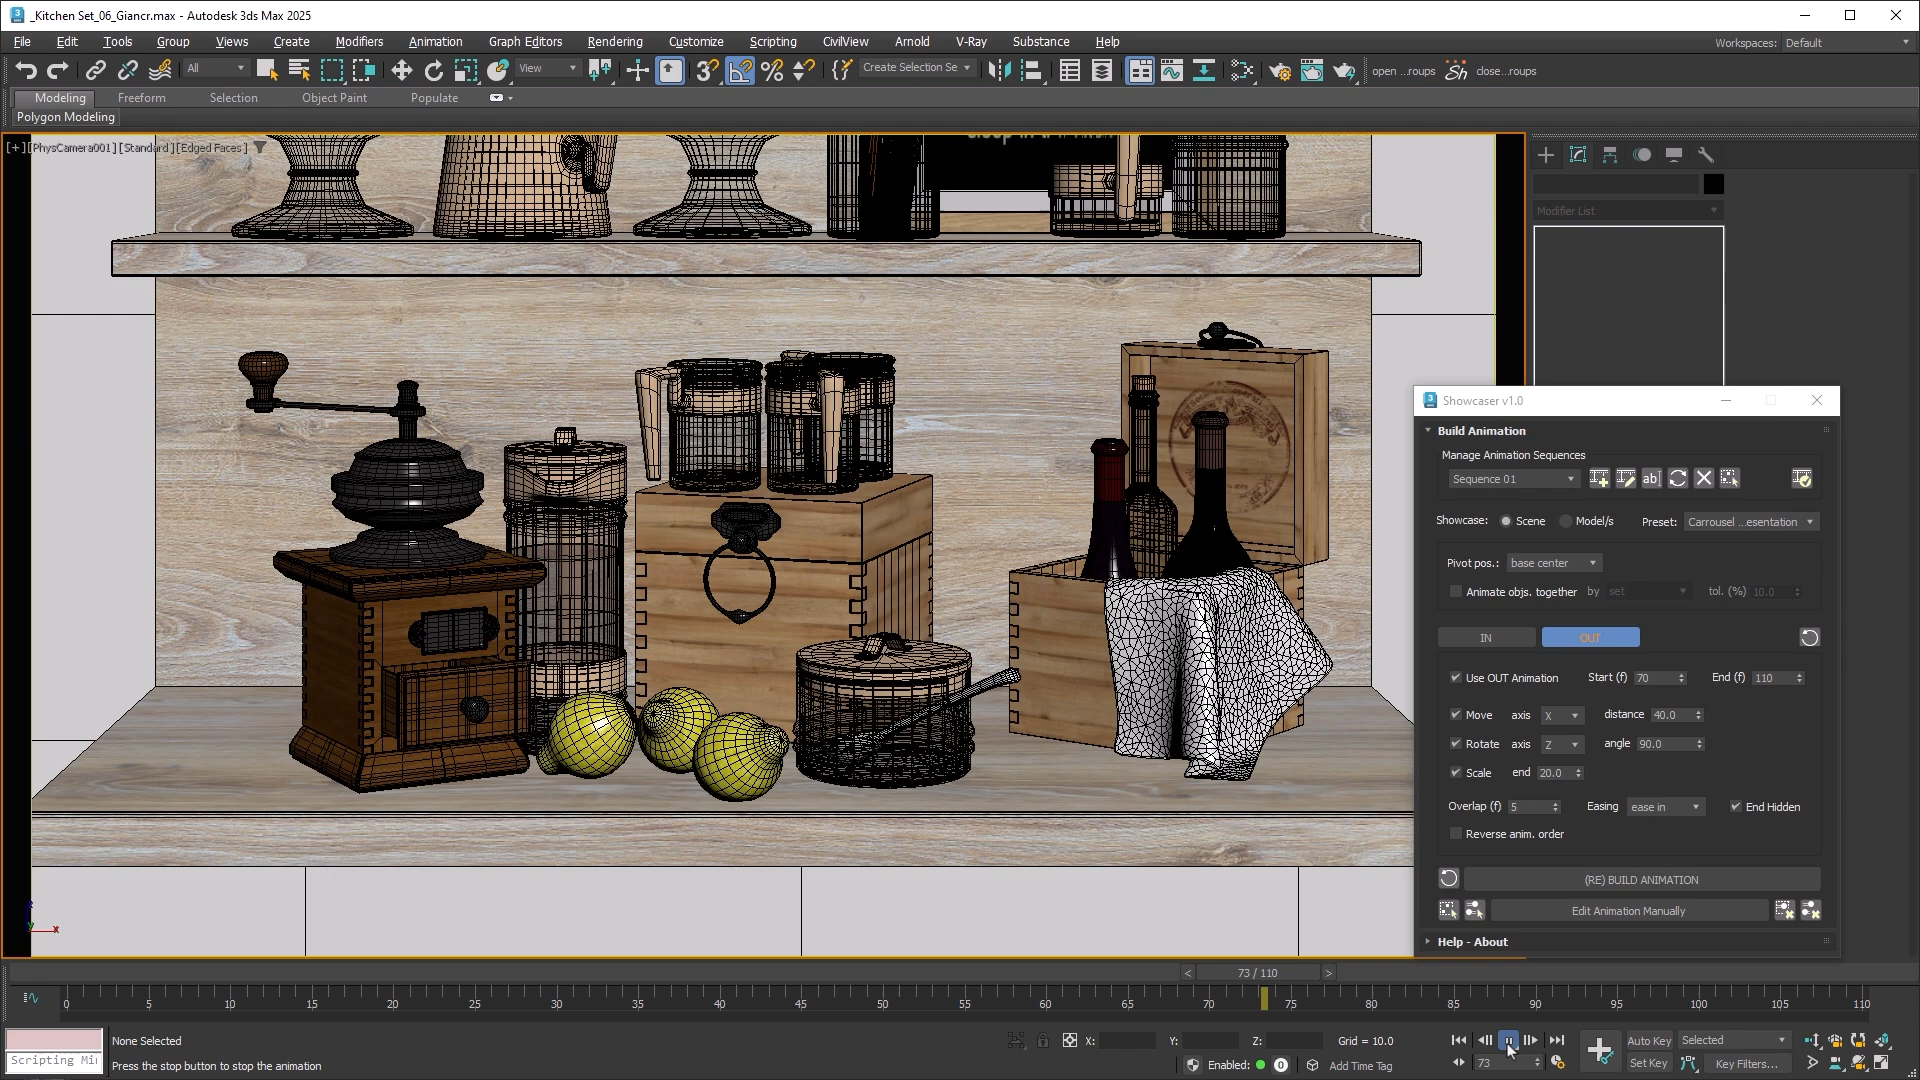 _Kitchen Set_06_Giancr.max - Autodesk 3ds Max 2025
File Edit Tools Group Views Create Modifiers Animation Graph Editors Rendering Customize Scripting CivilView Arnold V-Ray Substance Help
Workspaces: Default
All View Create Selection Se open ...roups Sh close...roups
Modeling Freeform Selection Object Paint Populate
Polygon Modeling
[+] [PhysCamera001] [Standard] [Edged Faces]
Modifier List
Showcaser v1.0
Build Animation
Manage Animation Sequences
Sequence 01
Showcase: Scene Model/s Preset: Carrousel ...esentation
Pivot pos.: base center
Animate objs. together by set tol. (%) 10.0
IN OUT
Use OUT Animation Start (f) 70 End (f) 110
Move axis X distance 40.0
Rotate axis Z angle 90.0
Scale end 20.0
Overlap (f) 5 Easing ease in End Hidden
Reverse anim. order
(RE) BUILD ANIMATION
Edit Animation Manually
Help - About
< 73 / 110 >
0 5 10 15 20 25 30 35 40 45 50 55 60 65 70 75 80 85 90 95 100 105 110
None Selected X: Y: Z: Grid = 10.0 Auto Key Selected
Scripting Mi Press the stop button to stop the animation Enabled: 0 Add Time Tag 73 Set Key Key Filters...